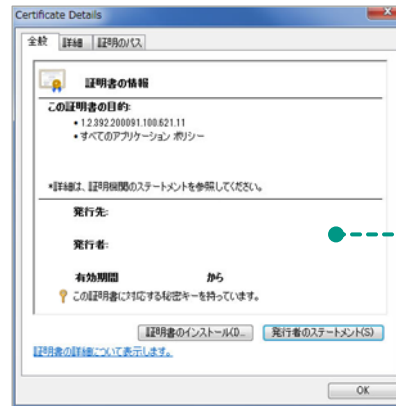 Certificate Details
全般 詳細 証明のパス
証明書の情報
この証明書の目的:
• 1.2.392.200091.100.621.11
• すべてのアプリケーション ポリシー
*詳細は、証明機関のステートメントを参照してください。
発行先:
発行者:
有効期間 から
この証明書に対応する秘密キーを持っています。
証明書のインストール(I)... 発行者のステートメント(S)
証明書の詳細について表示します。
OK